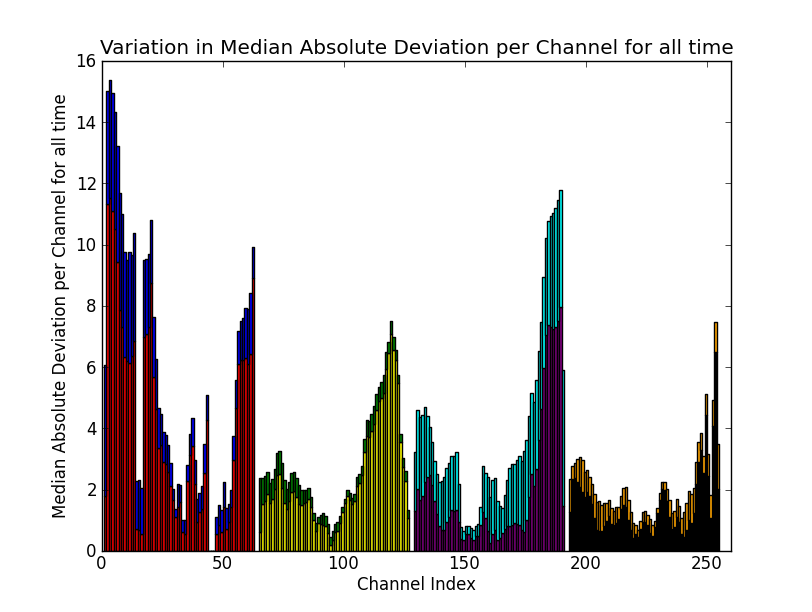 Variation in Median Absolute Deviation per Channel for all time
Median Absolute Deviation per Channel for all time
16
14
12
10
8
6
4
2
0
0 50 100 150 200 250
Channel Index